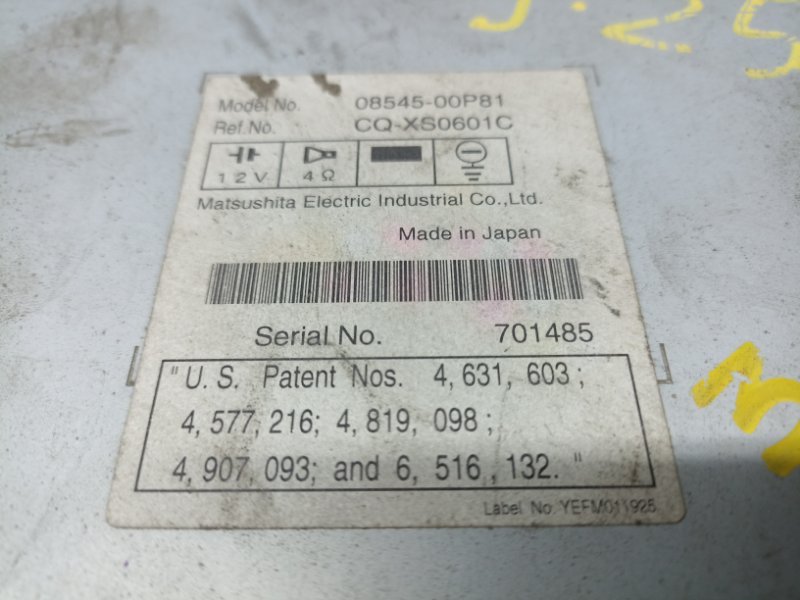 J.25
Model No. 08545-00P81
Ref.No. CQ-XS0601C
12V 4Ω
Matsushita Electric Industrial Co.,Ltd.
Made in Japan
Serial No. 701485
"U.S. Patent Nos. 4,631,603;
4,577,216; 4,819,098;
4,907,093; and 6,516,132."
Label No. YEFM011925